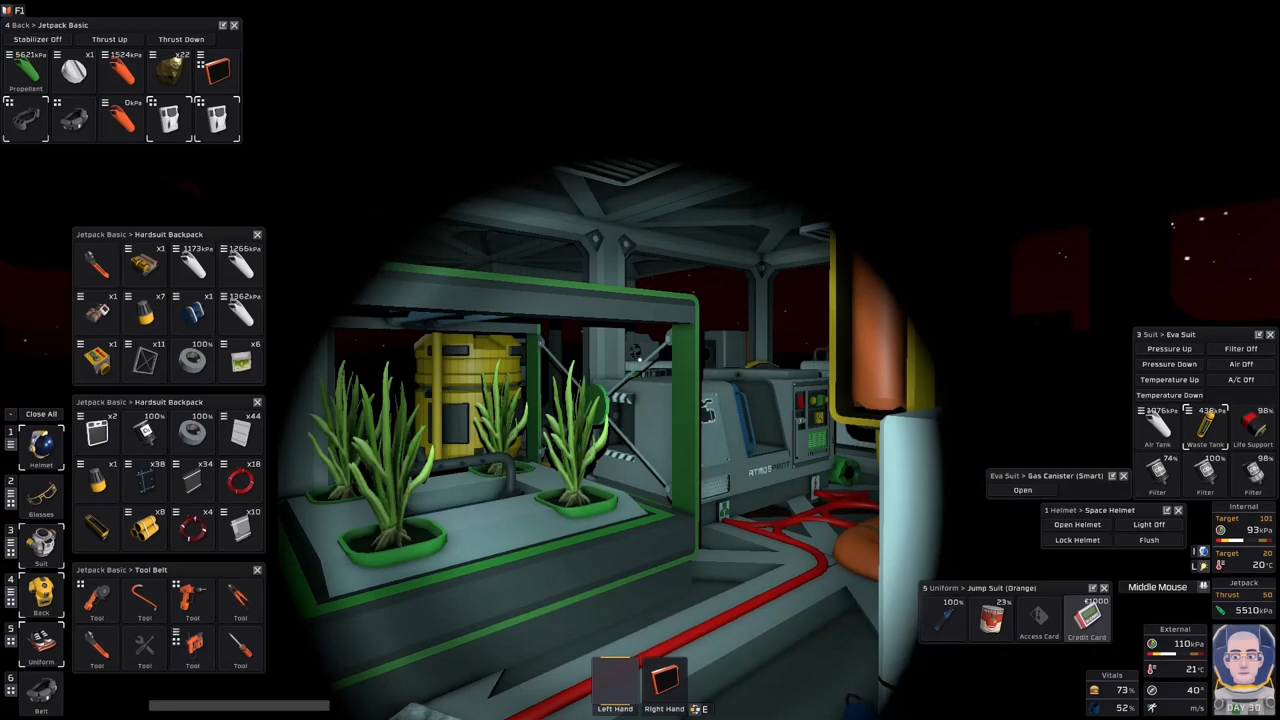 F1
4 Back > Jetpack Basic
Stabilizer Off Thrust Up Thrust Down
5621kPa x1 1524kPa x22
Propellant
0kPa
Jetpack Basic > Hardsuit Backpack
x1 1173kPa 1266kPa
x1 x7 x1 1362kPa
x1 x11 100% x6
Jetpack Basic > Hardsuit Backpack
x2 100% 100% x44
x1 x38 x34 x18
x8 x4 x10
Jetpack Basic > Tool Belt
Tool Tool Tool Tool
Tool Tool Tool Tool
- Close All
1 Helmet
2 Glasses
3 Suit
4 Back
5 Uniform
6 Belt
ATMOS
Left Hand Right Hand E
3 Suit > Eva Suit
Pressure Up Filter Off
Pressure Down Air Off
Temperature Up A/C Off
Temperature Down
98%
Air Tank Waste Tank Life Support
74% 100% 98%
Filter Filter Filter
Eva Suit > Gas Canister (Smart)
Open
1 Helmet > Space Helmet
Open Helmet Light Off
Lock Helmet Flush
Internal
Target 101
93kPa
Target 20
20°C
5 Uniform > Jump Suit (Orange)
100% 23% €1000
Access Card Credit Card
Middle Mouse
Jetpack
Thrust 50
5510kPa
External
110kPa
21°C
Vitals
73% 40°
52% m/s
DAY 30